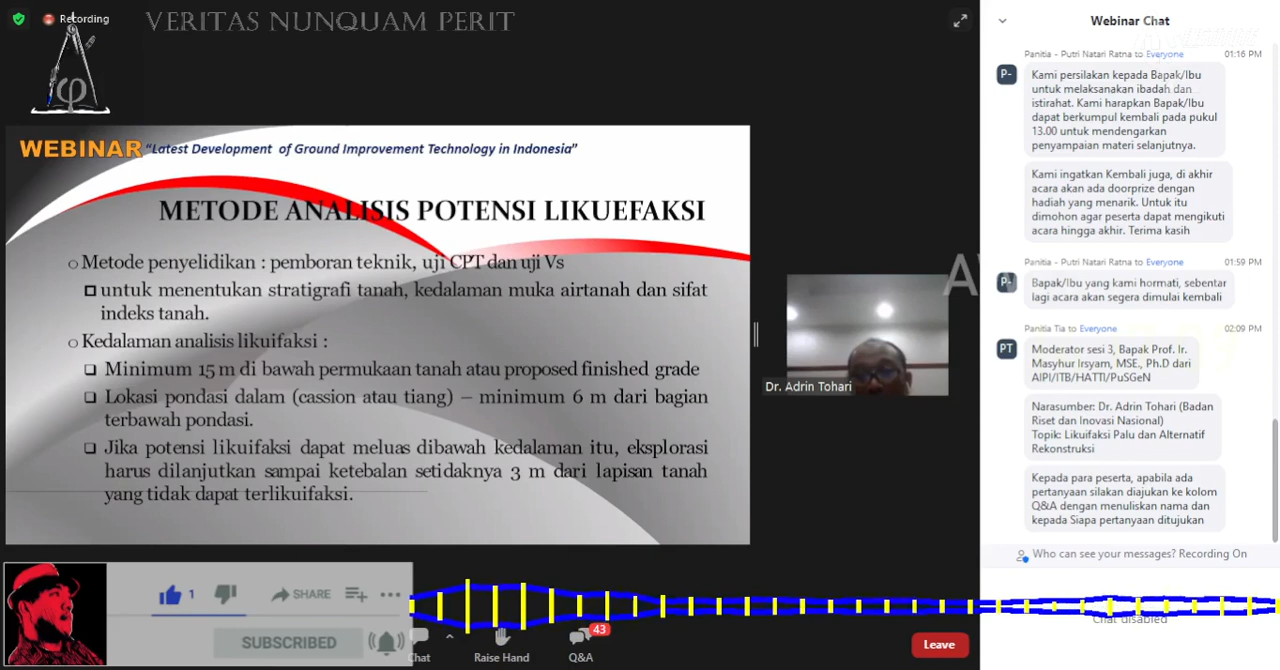 Recording
VERITAS NUNQUAM PERIT
φ
WEBINAR "Latest Development of Ground Improvement Technology in Indonesia"
METODE ANALISIS POTENSI LIKUEFAKSI
Metode penyelidikan : pemboran teknik, uji CPT dan uji Vs
untuk menentukan stratigrafi tanah, kedalaman muka airtanah dan sifat
indeks tanah.
Kedalaman analisis likuifaksi :
Minimum 15 m di bawah permukaan tanah atau proposed finished grade
Lokasi pondasi dalam (cassion atau tiang) – minimum 6 m dari bagian
terbawah pondasi.
Jika potensi likuifaksi dapat meluas dibawah kedalaman itu, eksplorasi
harus dilanjutkan sampai ketebalan setidaknya 3 m dari lapisan tanah
yang tidak dapat terlikuifaksi.
Dr. Adrin Tohari
1
SHARE
SUBSCRIBED
Chat
Raise Hand
43
Q&A
Leave
Webinar Chat
Panitia - Putri Natari Ratna to Everyone 01:16 PM
P-
Kami persilakan kepada Bapak/Ibu
untuk melaksanakan ibadah dan
istirahat. Kami harapkan Bapak/Ibu
dapat berkumpul kembali pada pukul
13.00 untuk mendengarkan
penyampaian materi selanjutnya.
Kami ingatkan Kembali juga, di akhir
acara akan ada doorprize dengan
hadiah yang menarik. Untuk itu
dimohon agar peserta dapat mengikuti
acara hingga akhir. Terima kasih
Panitia - Putri Natari Ratna to Everyone 01:59 PM
P-
Bapak/Ibu yang kami hormati, sebentar
lagi acara akan segera dimulai kembali
Panitia Tia to Everyone 02:09 PM
PT
Moderator sesi 3, Bapak Prof. Ir.
Masyhur Irsyam, MSE., Ph.D dari
AIPI/ITB/HATTI/PuSGeN
Narasumber: Dr. Adrin Tohari (Badan
Riset dan Inovasi Nasional)
Topik: Likuifaksi Palu dan Alternatif
Rekonstruksi
Kepada para peserta, apabila ada
pertanyaan silakan diajukan ke kolom
Q&A dengan menuliskan nama dan
kepada Siapa pertanyaan ditujukan
Who can see your messages? Recording On
Chat disabled